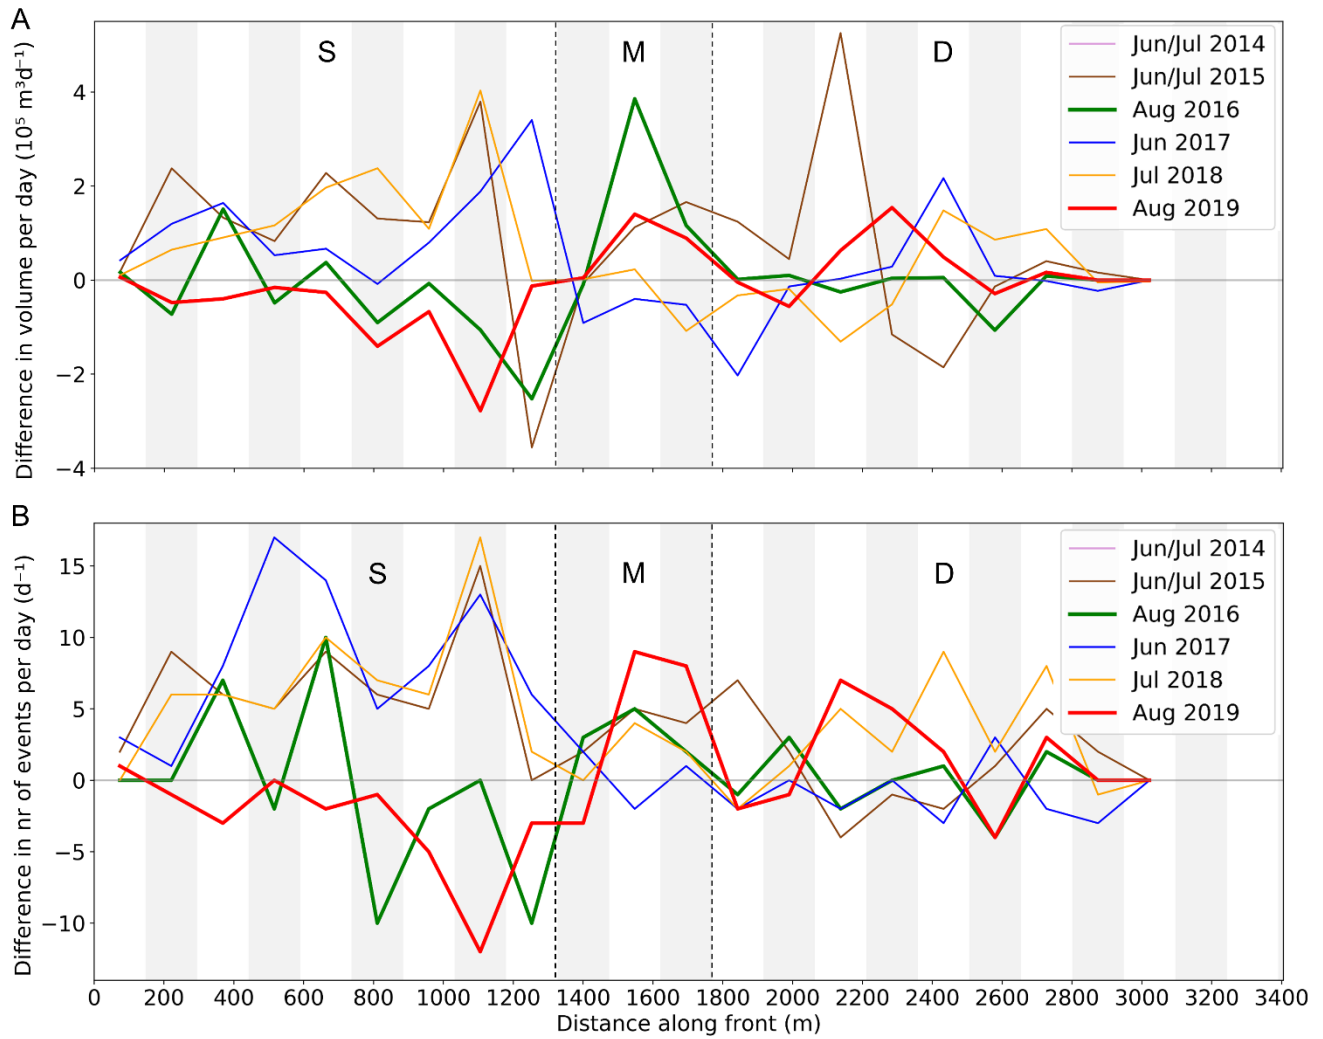 A
Difference in volume per day (10⁵ m³d⁻¹)
4
2
0
−2
−4
S
M
D
Jun/Jul 2014
Jun/Jul 2015
Aug 2016
Jun 2017
Jul 2018
Aug 2019
B
Difference in nr of events per day (d⁻¹)
15
10
5
0
−5
−10
S
M
D
Jun/Jul 2014
Jun/Jul 2015
Aug 2016
Jun 2017
Jul 2018
Aug 2019
0 200 400 600 800 1000 1200 1400 1600 1800 2000 2200 2400 2600 2800 3000 3200 3400
Distance along front (m)